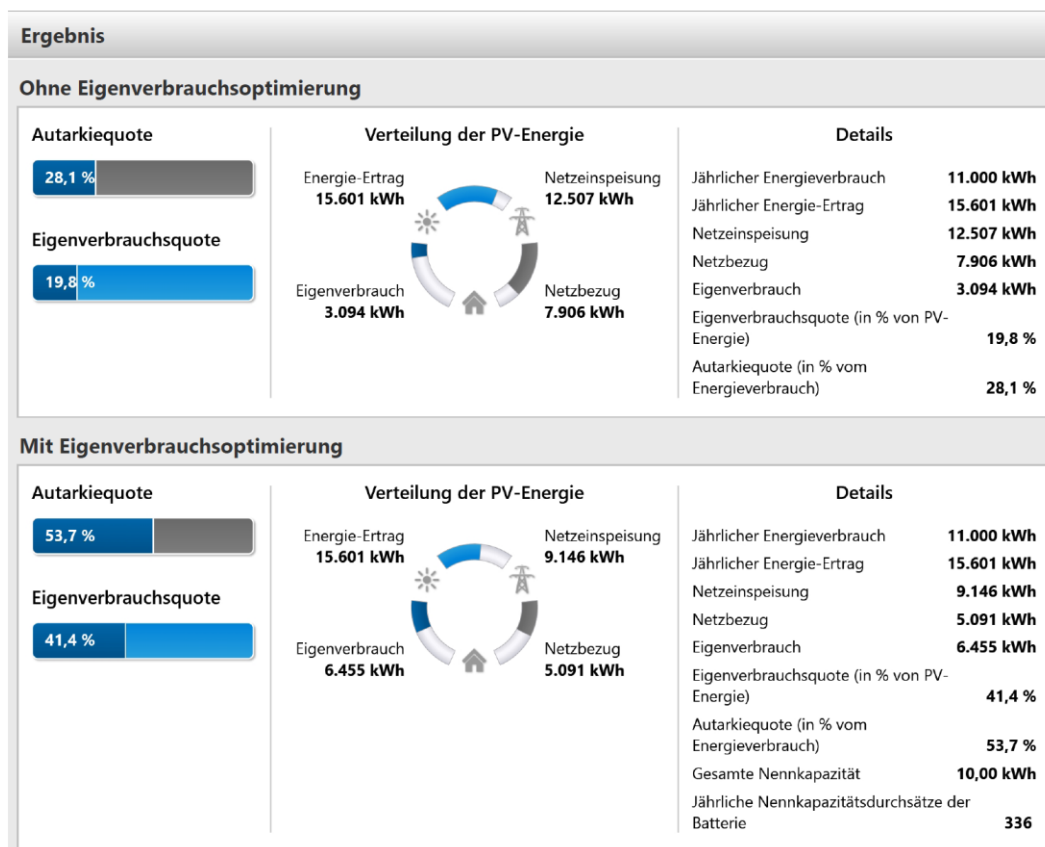 Ergebnis
Ohne Eigenverbrauchsoptimierung
Autarkiequote
28,1 %
Eigenverbrauchsquote
19,8 %
Verteilung der PV-Energie
Energie-Ertrag
15.601 kWh
Netzeinspeisung
12.507 kWh
Eigenverbrauch
3.094 kWh
Netzbezug
7.906 kWh
Details
Jährlicher Energieverbrauch 11.000 kWh
Jährlicher Energie-Ertrag 15.601 kWh
Netzeinspeisung 12.507 kWh
Netzbezug 7.906 kWh
Eigenverbrauch 3.094 kWh
Eigenverbrauchsquote (in % von PV-
Energie) 19,8 %
Autarkiequote (in % vom
Energieverbrauch) 28,1 %
Mit Eigenverbrauchsoptimierung
Autarkiequote
53,7 %
Eigenverbrauchsquote
41,4 %
Verteilung der PV-Energie
Energie-Ertrag
15.601 kWh
Netzeinspeisung
9.146 kWh
Eigenverbrauch
6.455 kWh
Netzbezug
5.091 kWh
Details
Jährlicher Energieverbrauch 11.000 kWh
Jährlicher Energie-Ertrag 15.601 kWh
Netzeinspeisung 9.146 kWh
Netzbezug 5.091 kWh
Eigenverbrauch 6.455 kWh
Eigenverbrauchsquote (in % von PV-
Energie) 41,4 %
Autarkiequote (in % vom
Energieverbrauch) 53,7 %
Gesamte Nennkapazität 10,00 kWh
Jährliche Nennkapazitätsdurchsätze der
Batterie 336